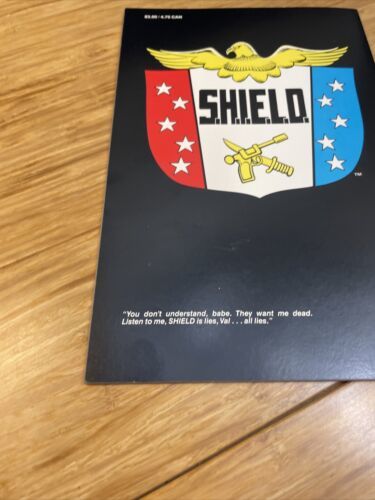 $3.50 / 4.75 CAN
S.H.I.E.L.D.
TM
"You don't understand, babe. They want me dead.
Listen to me, SHIELD is lies, Val . . . all lies."